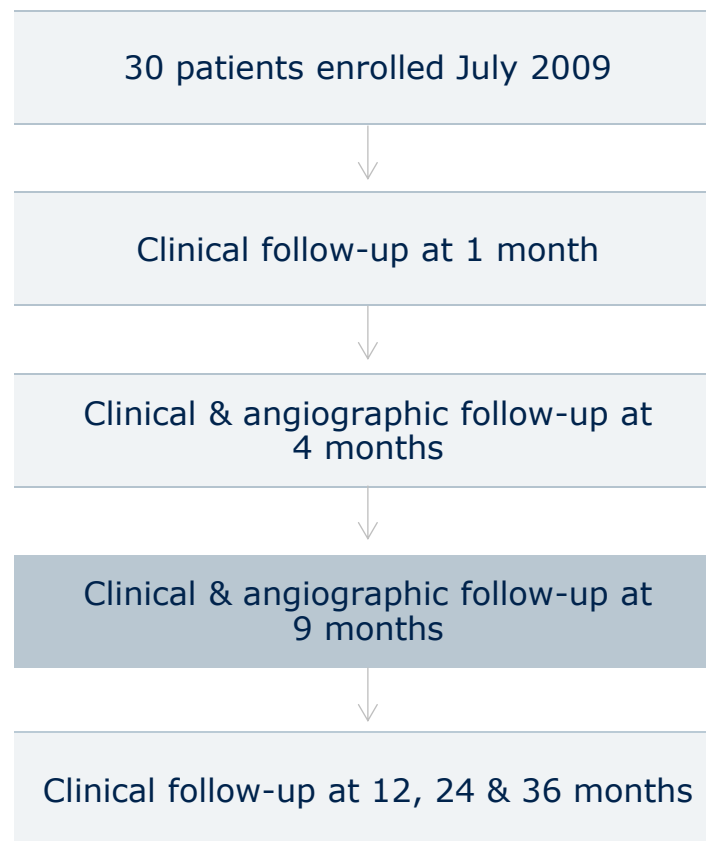 30 patients enrolled July 2009
Clinical follow-up at 1 month
Clinical & angiographic follow-up at
4 months
Clinical & angiographic follow-up at
9 months
Clinical follow-up at 12, 24 & 36 months